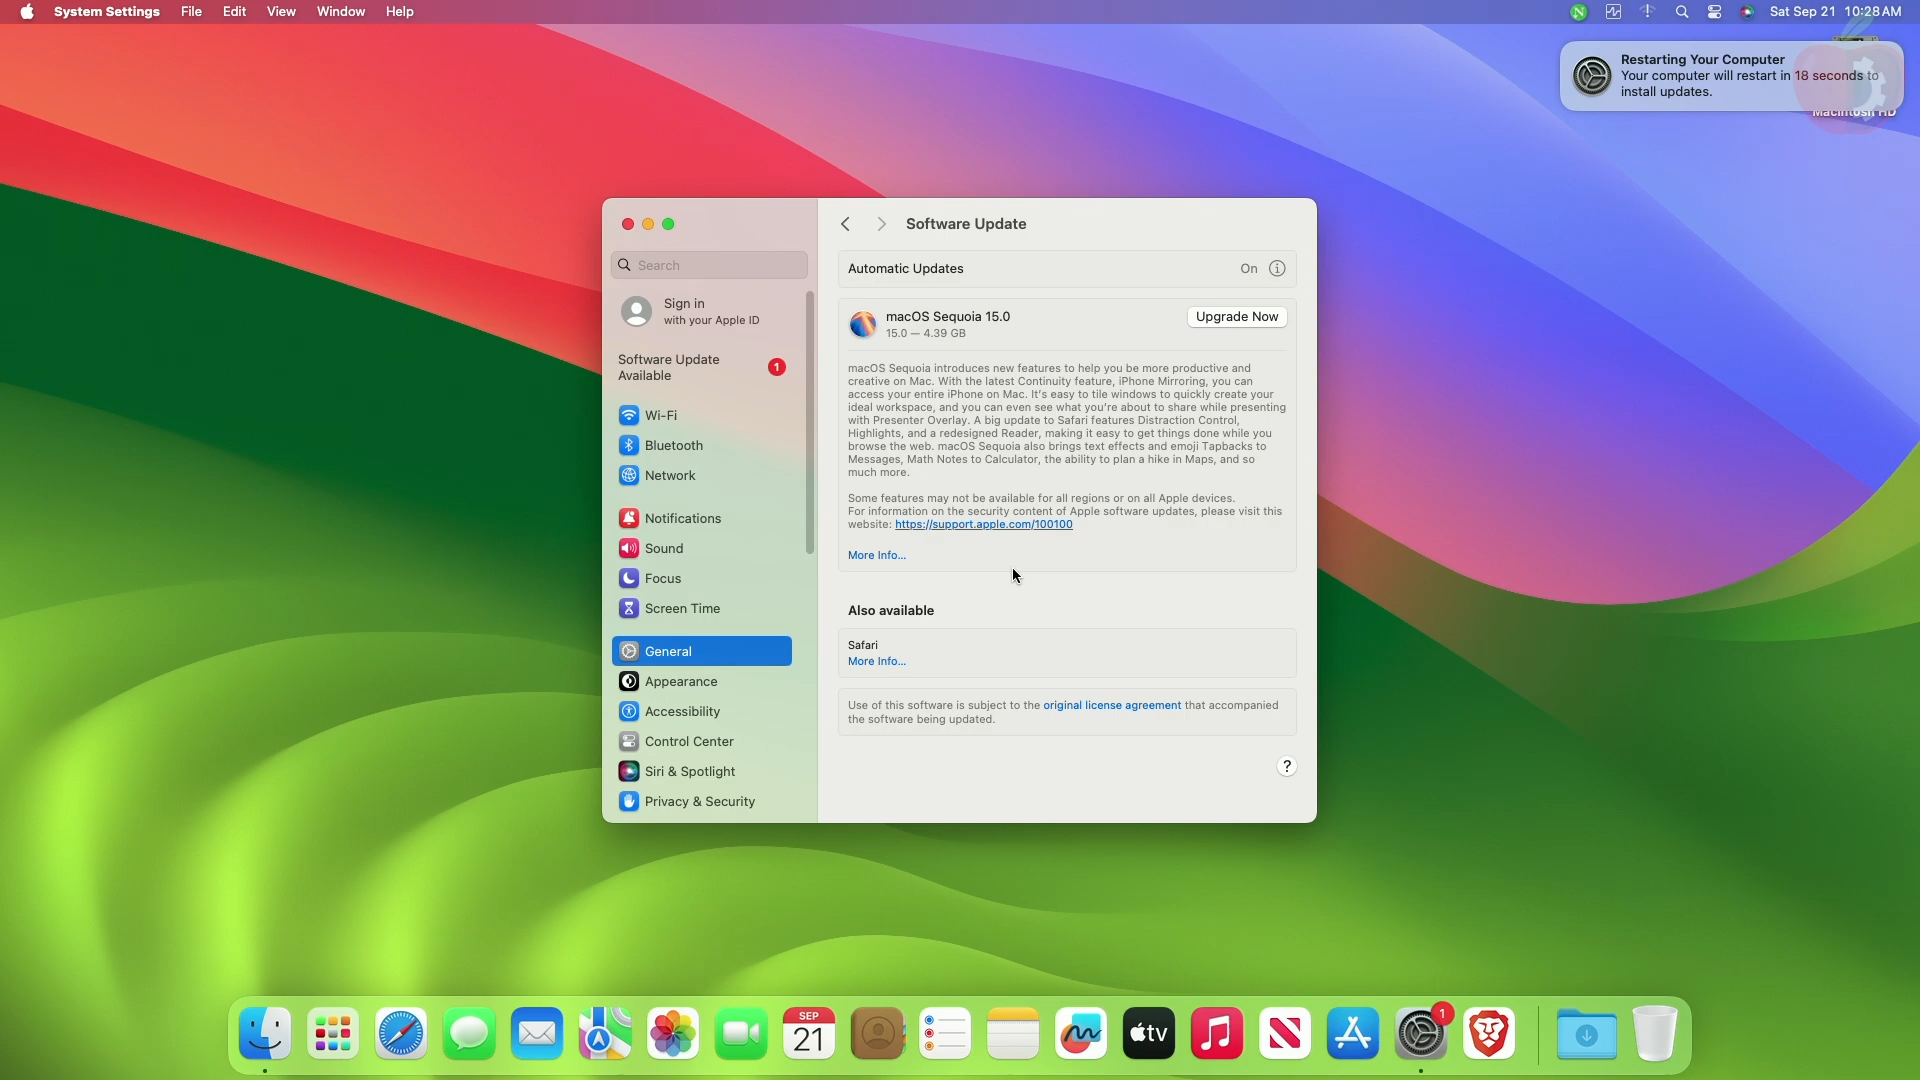 System Settings File Edit View Window Help
Sat Sep 21 10:28 AM
Restarting Your Computer
Your computer will restart in 18 seconds to
install updates.
Macintosh HD
Software Update
Search
Sign in
with your Apple ID
Software Update
Available
1
Wi-Fi
Bluetooth
Network
Notifications
Sound
Focus
Screen Time
General
Appearance
Accessibility
Control Center
Siri & Spotlight
Privacy & Security
Automatic Updates On
macOS Sequoia 15.0
15.0 — 4.39 GB
Upgrade Now
macOS Sequoia introduces new features to help you be more productive and
creative on Mac. With the latest Continuity feature, iPhone Mirroring, you can
access your entire iPhone on Mac. It's easy to tile windows to quickly create your
ideal workspace, and you can even see what you're about to share while presenting
with Presenter Overlay. A big update to Safari features Distraction Control,
Highlights, and a redesigned Reader, making it easy to get things done while you
browse the web. macOS Sequoia also brings text effects and emoji Tapbacks to
Messages, Math Notes to Calculator, the ability to plan a hike in Maps, and so
much more.
Some features may not be available for all regions or on all Apple devices.
For information on the security content of Apple software updates, please visit this
website: https://support.apple.com/100100
More Info...
Also available
Safari
More Info...
Use of this software is subject to the original license agreement that accompanied
the software being updated.
?
SEP
21
tv
1